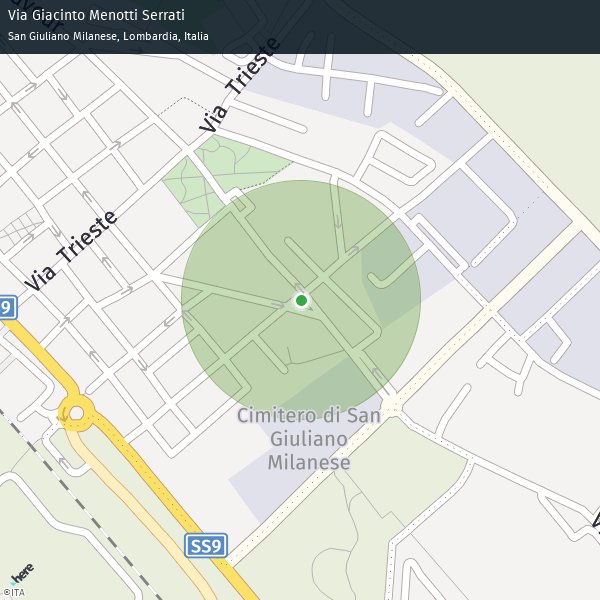 Via Giacinto Menotti Serrati
San Giuliano Milanese, Lombardia, Italia
Via Trieste
Via Trieste
9
Cimitero di San
Giuliano
Milanese
SS9
V
here
©ITA